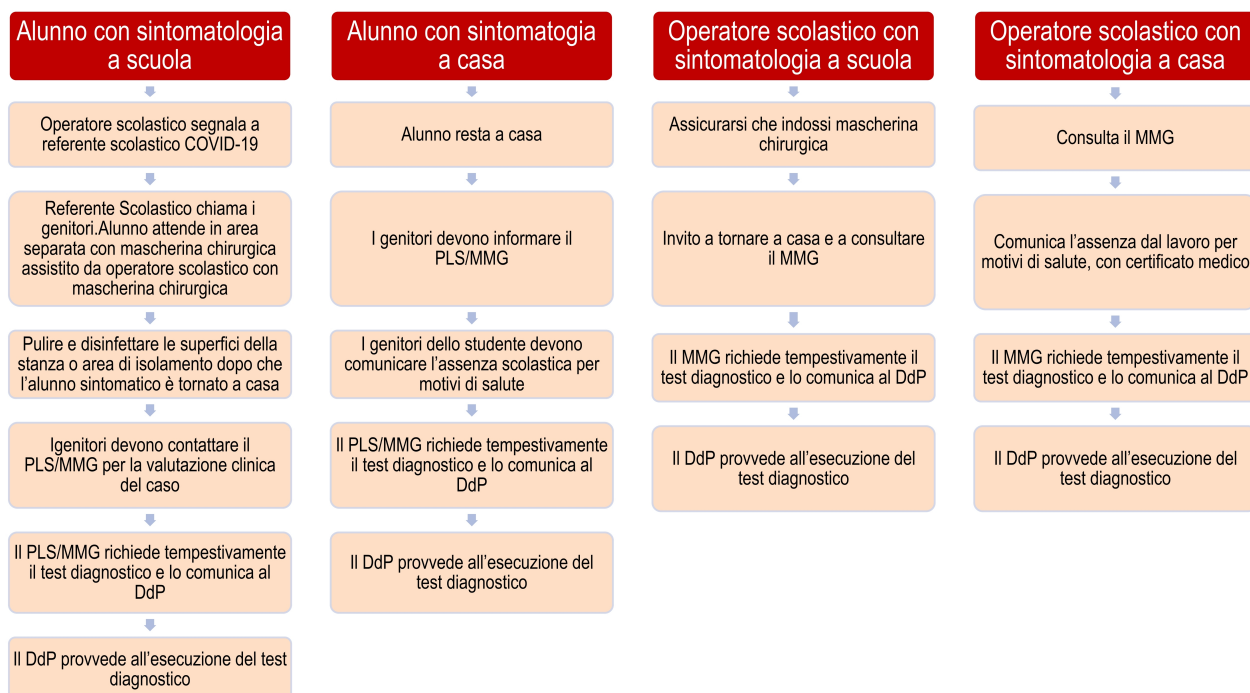 Alunno con sintomatologia
a scuola
Operatore scolastico segnala a
referente scolastico COVID-19
Referente Scolastico chiama i
genitori.Alunno attende in area
separata con mascherina chirurgica
assistito da operatore scolastico con
mascherina chirurgica
Pulire e disinfettare le superfici della
stanza o area di isolamento dopo che
l'alunno sintomatico è tornato a casa
Igenitori devono contattare il
PLS/MMG per la valutazione clinica
del caso
Il PLS/MMG richiede tempestivamente
il test diagnostico e lo comunica al
DdP
Il DdP provvede all'esecuzione del test
diagnostico
Alunno con sintomatogia
a casa
Alunno resta a casa
I genitori devono informare il
PLS/MMG
I genitori dello studente devono
comunicare l'assenza scolastica per
motivi di salute
Il PLS/MMG richiede tempestivamente
il test diagnostico e lo comunica al
DdP
Il DdP provvede all'esecuzione del
test diagnostico
Operatore scolastico con
sintomatologia a scuola
Assicurarsi che indossi mascherina
chirurgica
Invito a tornare a casa e a consultare
il MMG
Il MMG richiede tempestivamente il
test diagnostico e lo comunica al DdP
Il DdP provvede all'esecuzione del
test diagnostico
Operatore scolastico con
sintomatologia a casa
Consulta il MMG
Comunica l'assenza dal lavoro per
motivi di salute, con certificato medico
Il MMG richiede tempestivamente il
test diagnostico e lo comunica al DdP
Il DdP provvede all'esecuzione del
test diagnostico